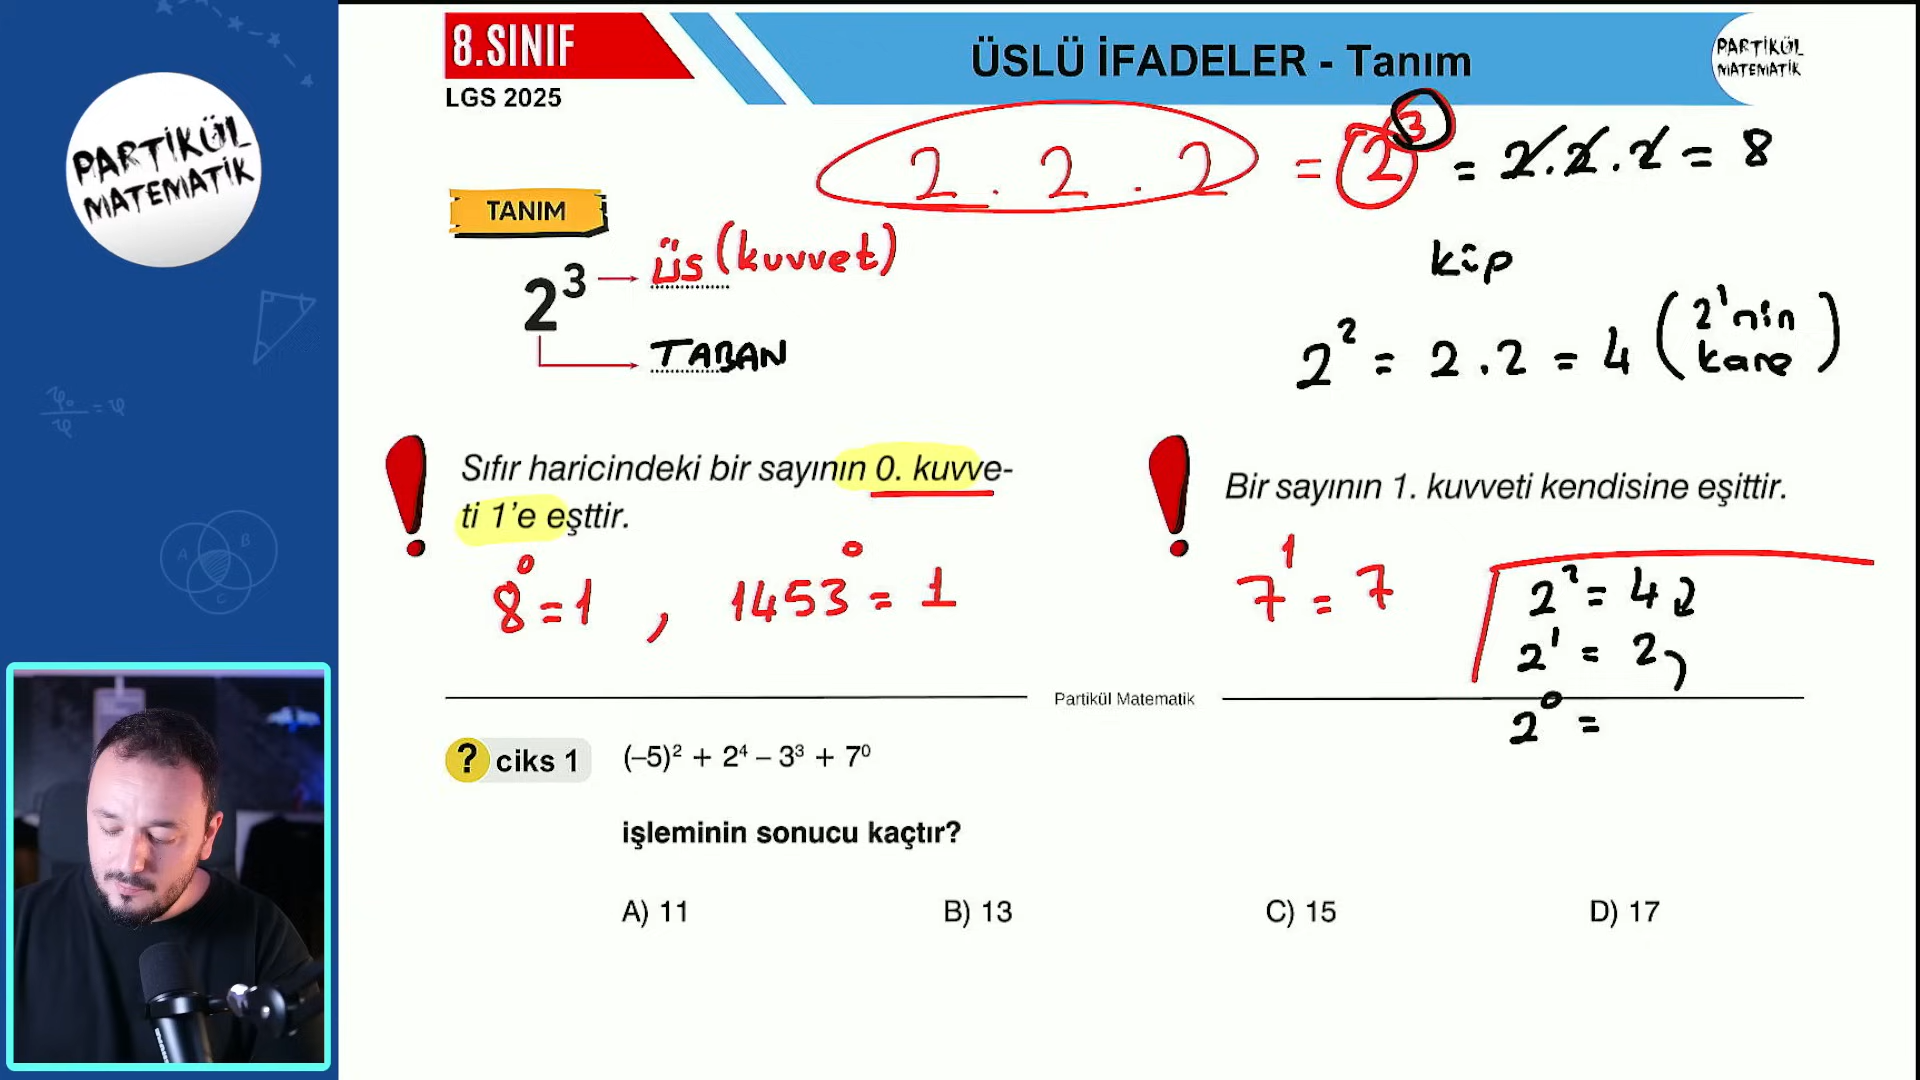 8.SINIF
LGS 2025
ÜSLÜ İFADELER - Tanım
PARTİKÜL
MATEMATİK
PARTİKÜL
MATEMATİK
2 . 2 . 2 = 2³ = 2.2.2 = 8
TANIM
2³
üs (kuvvet)
TABAN
küp
2² = 2.2 = 4 (2'nin kare)
Sıfır haricindeki bir sayının 0. kuvve-
ti 1'e eşttir.
8⁰ = 1 , 1453⁰ = 1
Bir sayının 1. kuvveti kendisine eşittir.
7¹ = 7
2² = 4
2¹ = 2
2⁰ =
Partikül Matematik
? ciks 1
(–5)² + 2⁴ – 3³ + 7⁰
işleminin sonucu kaçtır?
A) 11
B) 13
C) 15
D) 17
A
B
C